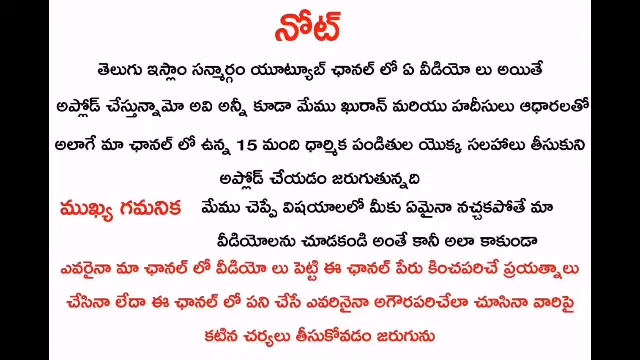 నోట్
తెలుగు ఇస్లాం సన్మార్గం యూట్యూబ్ ఛానల్ లో ఏ వీడియో లు అయితే
అప్లోడ్ చేస్తున్నామో అవి అన్నీ కూడా మేము ఖురాన్ మరియు హదీసులు ఆధారలతో
అలాగే మా ఛానల్ లో ఉన్న 15 మంది ధార్మిక పండితుల యొక్క సలహాలు తీసుకుని
అప్లోడ్ చేయడం జరుగుతున్నది
ముఖ్య గమనిక మేము చెప్పే విషయాలలో మీకు ఏమైనా నచ్చకపోతే మా
వీడియోలను చూడకండి అంతే కానీ అలా కాకుండా
ఎవరైనా మా ఛానల్ లో వీడియో లు పెట్టి ఈ ఛానల్ పేరు కించపరిచే ప్రయత్నాలు
చేసినా లేదా ఈ ఛానల్ లో పని చేసే ఎవరినైనా అగౌరపరిచేలా చూసినా వారిపై
కటిన చర్యలు తీసుకోవడం జరుగును